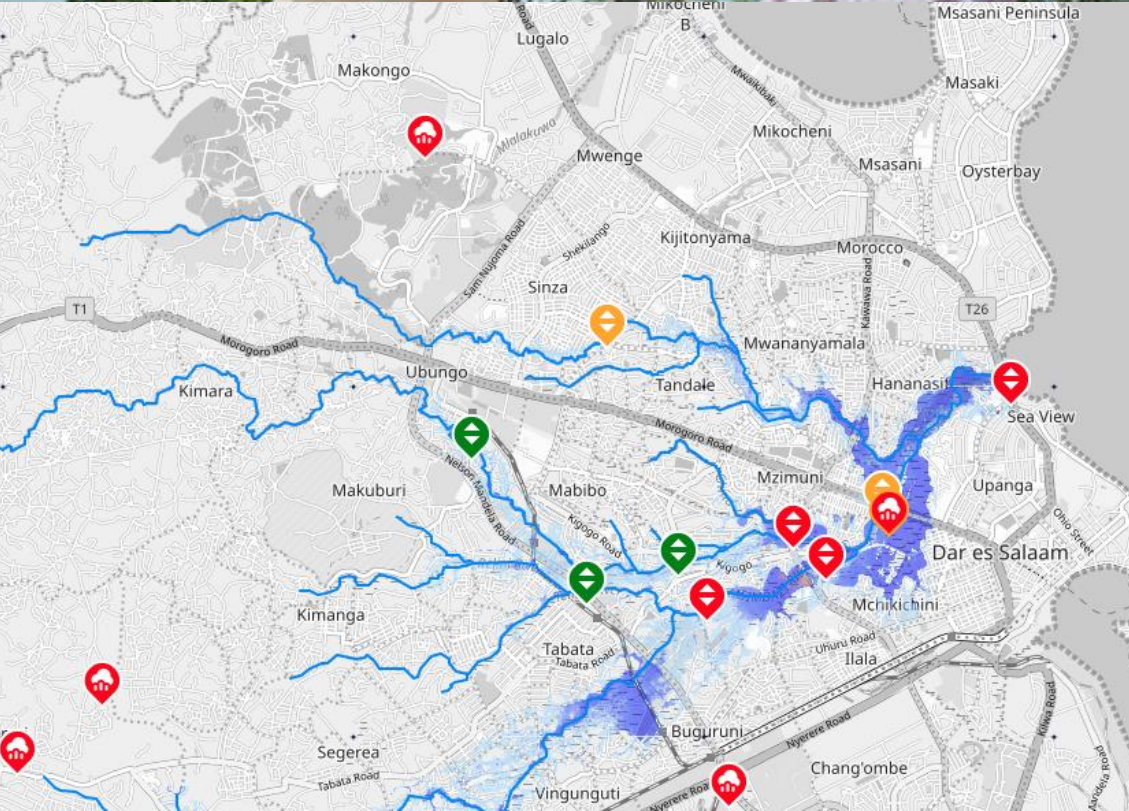 Mikocheni
B
Msasani Peninsula
Road
Lugalo
Makongo
Mwaikibaki
Masaki
Mlalakuwa
Mikocheni
Mwenge
Msasani
Oysterbay
Shekilango
Kijitonyama
Sam Nujoma Road
Morocco
Sinza
Kawawa Road
T1
T26
Morogoro Road
Mwananyamala
Ubungo
Kimara
Tandale
Hananasif
Sea View
Morogoro Road
Nelson Mandela Road
Makuburi
Mabibo
Mzimuni
Upanga
Kigogo Road
Ohio Street
Dar es Salaam
Kigogo
Mchikichini
Kimanga
Tabata
Tabata Road
Uhuru Road
Ilala
Kilwa Road
Buguruni
Nyerere Road
Segerea
Tabata Road
Chang'ombe
Mandela Road
Vingunguti
Nyerere Roa